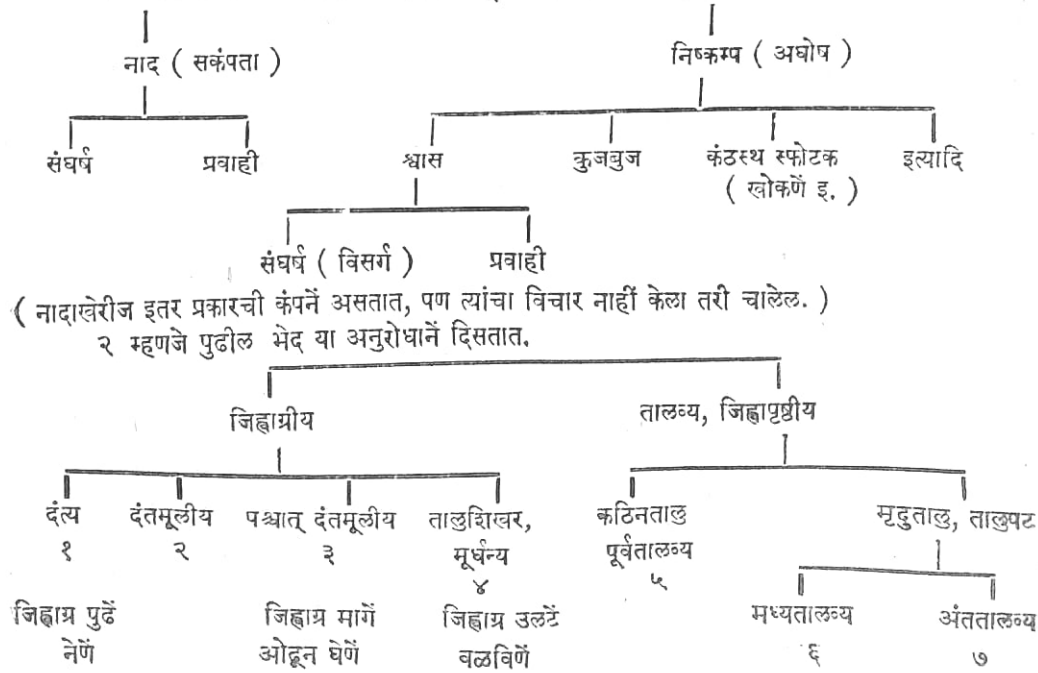 नाद ( सकंपता ) निष्कम्प ( अघोष )
संघर्ष प्रवाही श्वास कुजबुज कंठस्थ स्फोटक इत्यादि
( खोकणें इ. )
संघर्ष ( विसर्ग ) प्रवाही
( नादाखेरीज इतर प्रकारची कंपनें असतात, पण त्यांचा विचार नाहीं केला तरी चालेल. )
२ म्हणजे पुढील भेद या अनुरोधानें दिसतात.
जिह्वाग्रीय तालव्य, जिह्वापृष्ठीय
दंत्य दंतमूलीय पश्चात् दंतमूलीय तालुशिखर, कठिनतालु मृदुतालु, तालुपट
१ २ ३ मूर्धन्य पूर्वतालव्य
४ ५
जिह्वाग्र पुढें जिह्वाग्र मागें जिह्वाग्र उलटें मध्यतालव्य अंततालव्य
नेणें ओढून घेणें वळविणें ६ ७